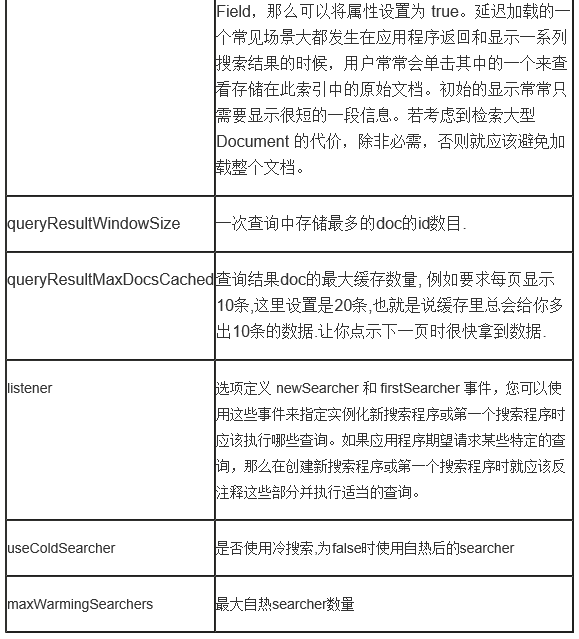 Field，那么可以将属性设置为 true。延迟加载的一
个常见场景大都发生在应用程序返回和显示一系列
搜索结果的时候，用户常常会单击其中的一个来查
看存储在此索引中的原始文档。初始的显示常常只
需要显示很短的一段信息。若考虑到检索大型
Document 的代价，除非必需，否则就应该避免加
载整个文档。
queryResultWindowSize
一次查询中存储最多的doc的id数目.
queryResultMaxDocsCached
查询结果doc的最大缓存数量, 例如要求每页显示
10条,这里设置是20条,也就是说缓存里总会给你多
出10条的数据.让你点示下一页时很快拿到数据.
listener
选项定义 newSearcher 和 firstSearcher 事件，您可以使
用这些事件来指定实例化新搜索程序或第一个搜索程序时
应该执行哪些查询。如果应用程序期望请求某些特定的查
询，那么在创建新搜索程序或第一个搜索程序时就应该反
注释这些部分并执行适当的查询。
useColdSearcher
是否使用冷搜索,为false时使用自热后的searcher
maxWarmingSearchers
最大自热searcher数量